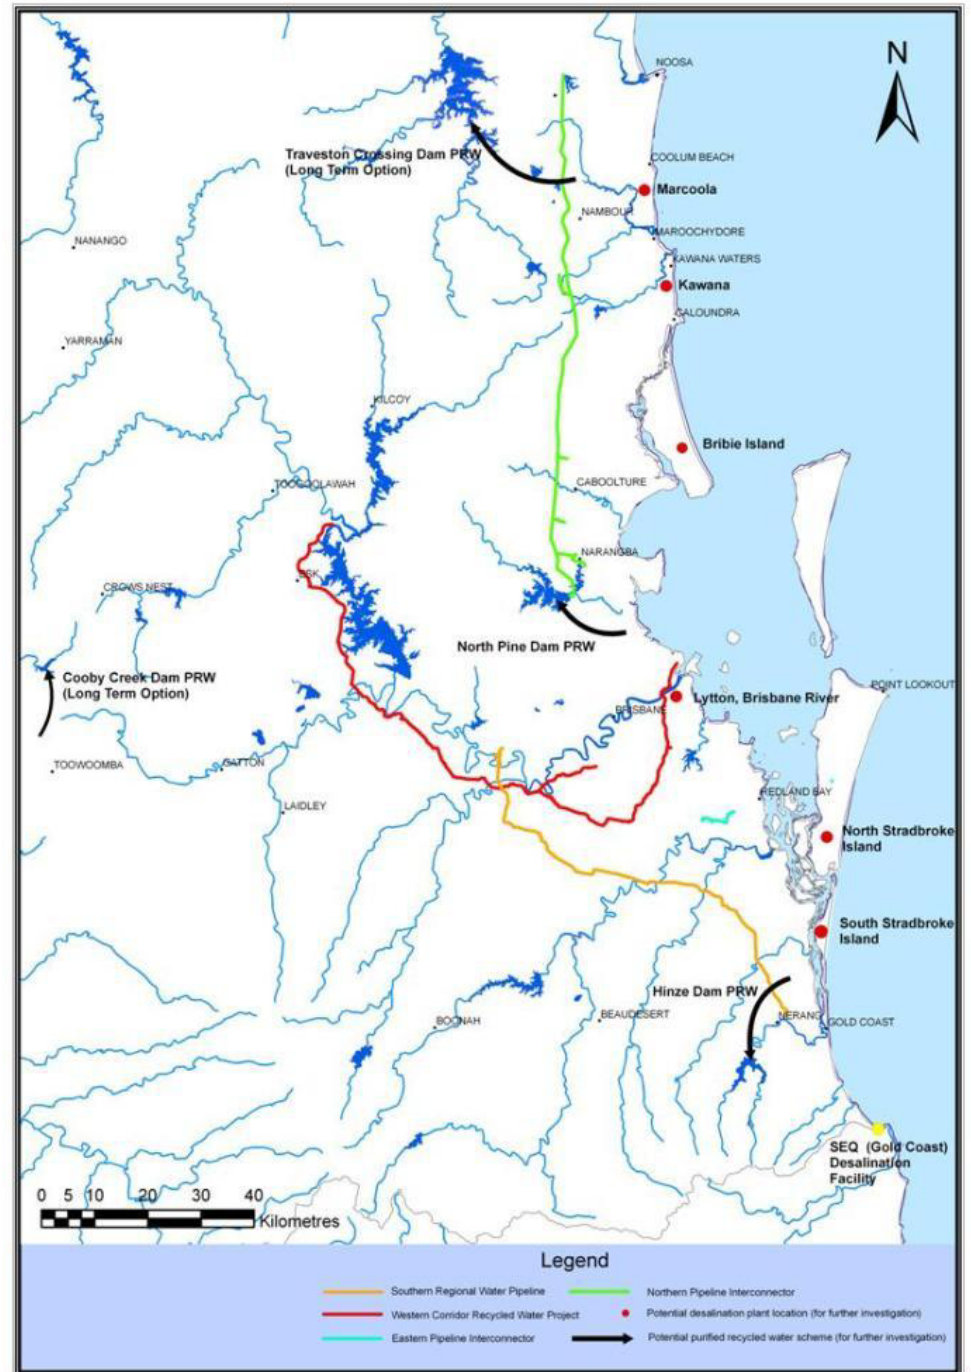 N
NOOSA
Traveston Crossing Dam PRW
(Long Term Option)
COOLUM BEACH
Marcoola
NAMBOUR
NANANGO
MAROOCHYDORE
KAWANA WATERS
Kawana
CALOUNDRA
YARRAMAN
KILCOY
Bribie Island
TOOGOOLAWAH
CABOOLTURE
NARANGBA
ESK
CROWS NEST
North Pine Dam PRW
Cooby Creek Dam PRW
(Long Term Option)
POINT LOOKOUT
Lytton, Brisbane River
BRISBANE
TOOWOOMBA
GATTON
REDLAND BAY
LAIDLEY
North Stradbroke
Island
South Stradbroke
Island
Hinze Dam PRW
BOONAH
BEAUDESERT
NERANG
GOLD COAST
SEQ (Gold Coast)
Desalination
Facility
0 5 10 20 30 40
Kilometres
Legend
Southern Regional Water Pipeline
Northern Pipeline Interconnector
Western Corridor Recycled Water Project
Potential desalination plant location (for further investigation)
Eastern Pipeline Interconnector
Potential purified recycled water scheme (for further investigation)